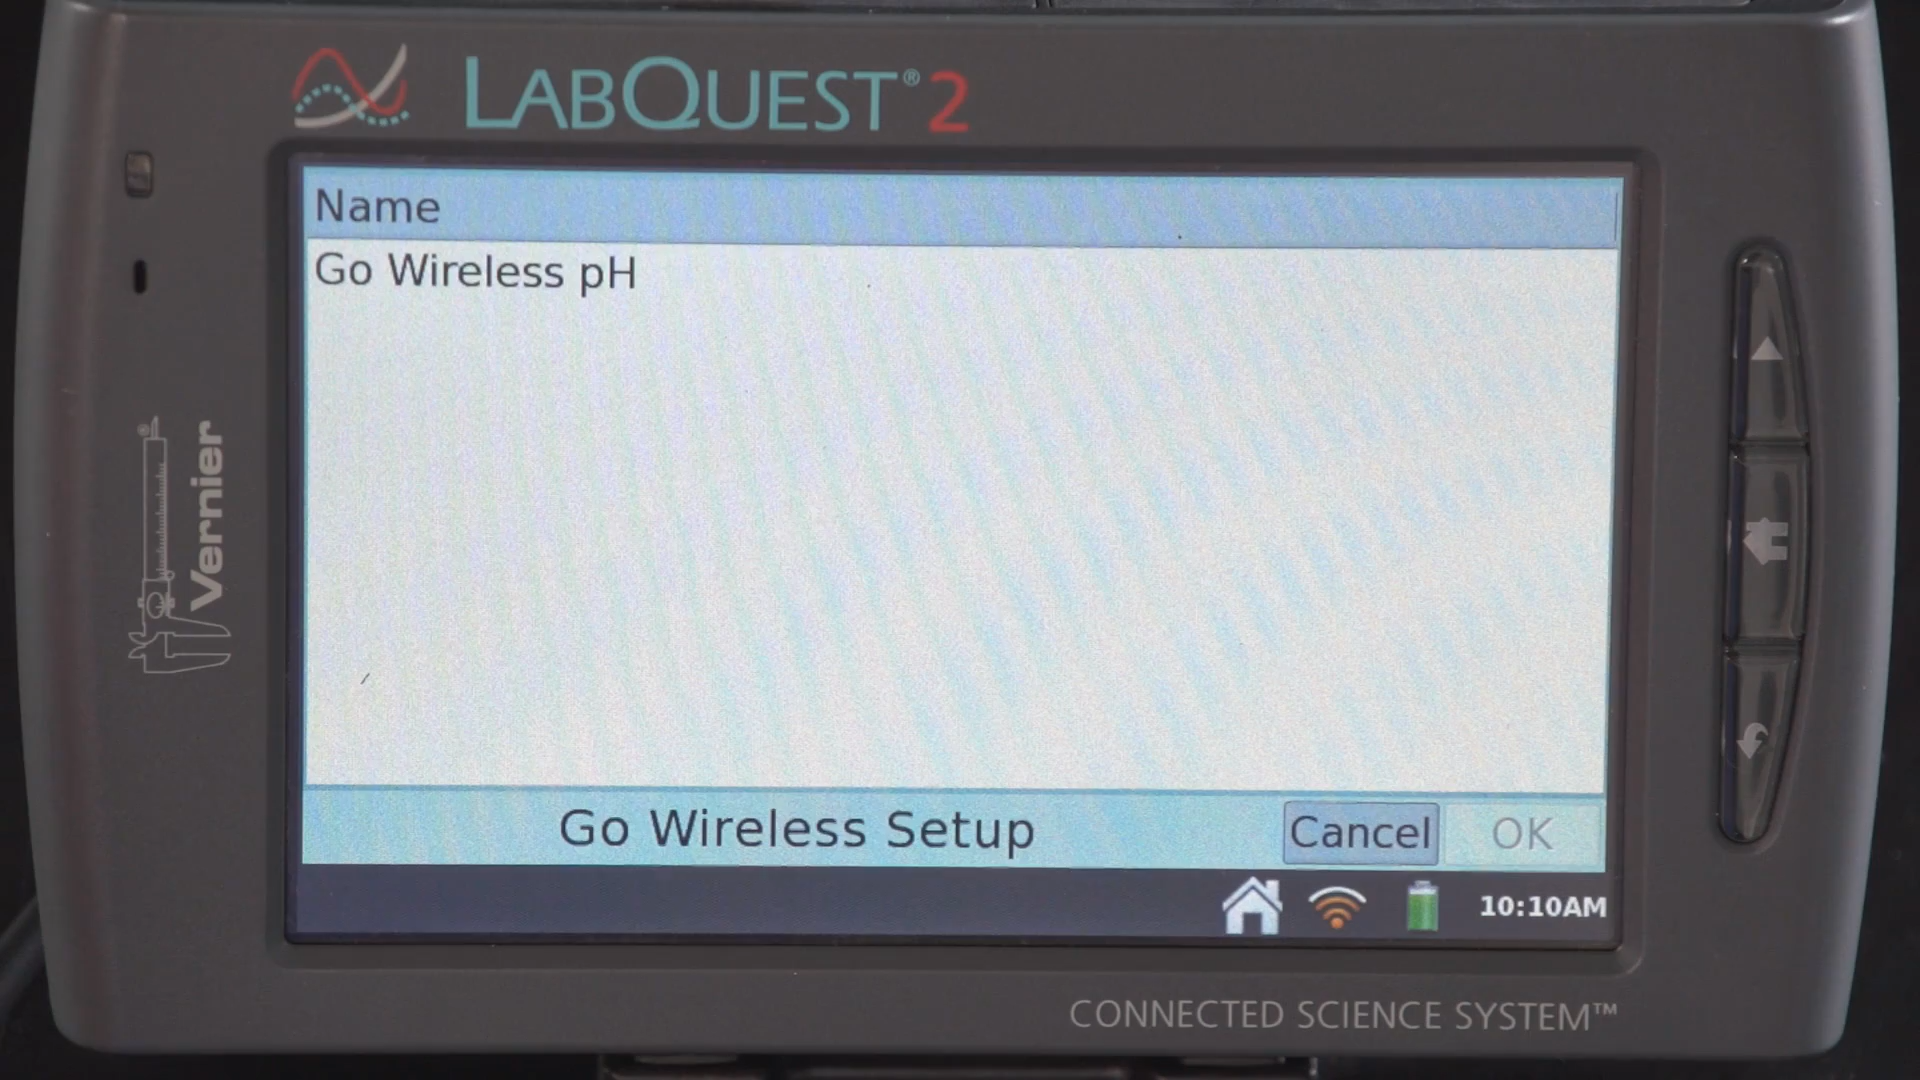 LABQUEST® 2
Name
Go Wireless pH
Vernier
Go Wireless Setup
Cancel
OK
10:10AM
CONNECTED SCIENCE SYSTEM™